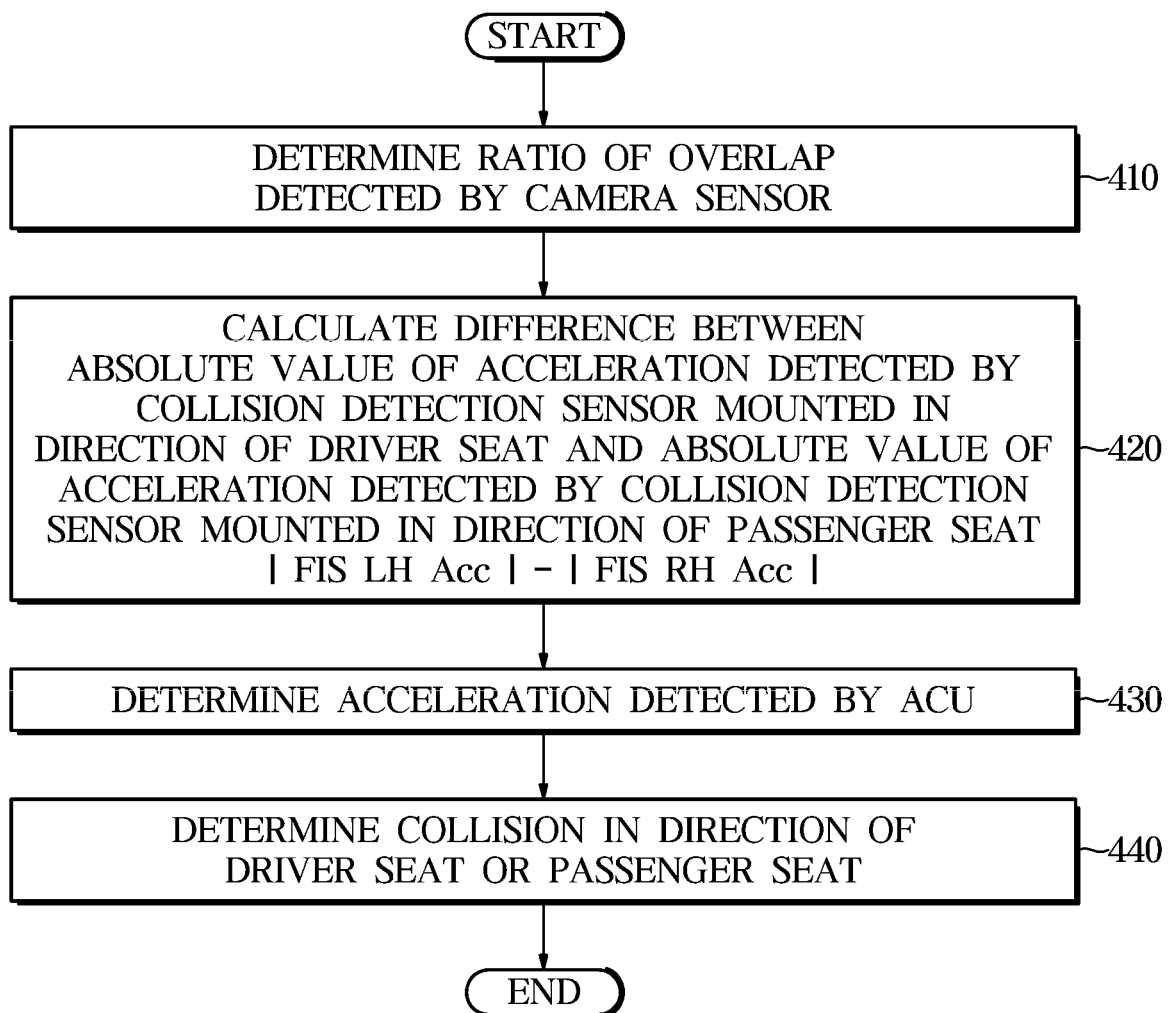 START
DETERMINE RATIO OF OVERLAP
DETECTED BY CAMERA SENSOR
410
CALCULATE DIFFERENCE BETWEEN
ABSOLUTE VALUE OF ACCELERATION DETECTED BY
COLLISION DETECTION SENSOR MOUNTED IN
DIRECTION OF DRIVER SEAT AND ABSOLUTE VALUE OF
ACCELERATION DETECTED BY COLLISION DETECTION
SENSOR MOUNTED IN DIRECTION OF PASSENGER SEAT
| FIS LH Acc | - | FIS RH Acc |
420
DETERMINE ACCELERATION DETECTED BY ACU
430
DETERMINE COLLISION IN DIRECTION OF
DRIVER SEAT OR PASSENGER SEAT
440
END